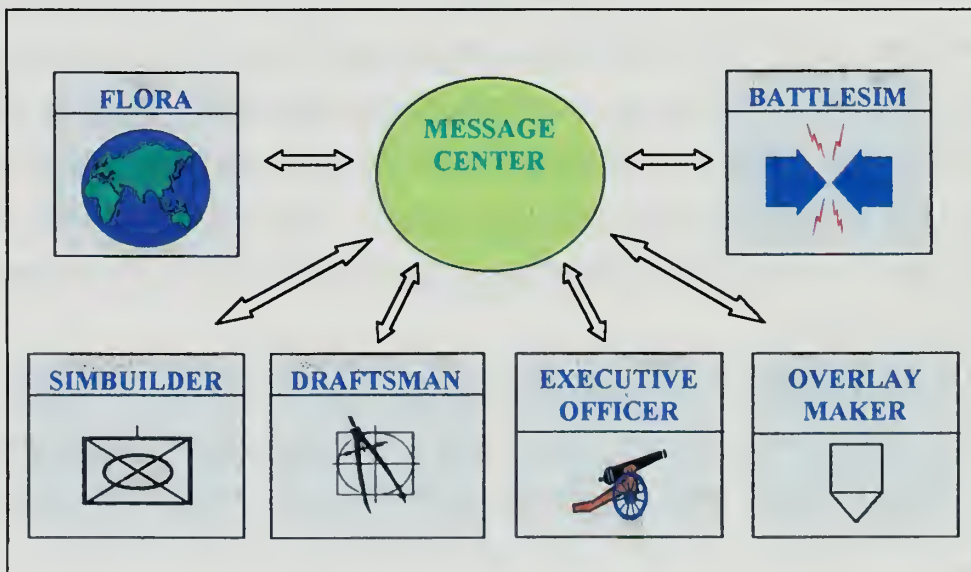 FLORA
MESSAGE
CENTER
BATTLESIM
SIMBUILDER
DRAFTSMAN
EXECUTIVE
OFFICER
OVERLAY
MAKER